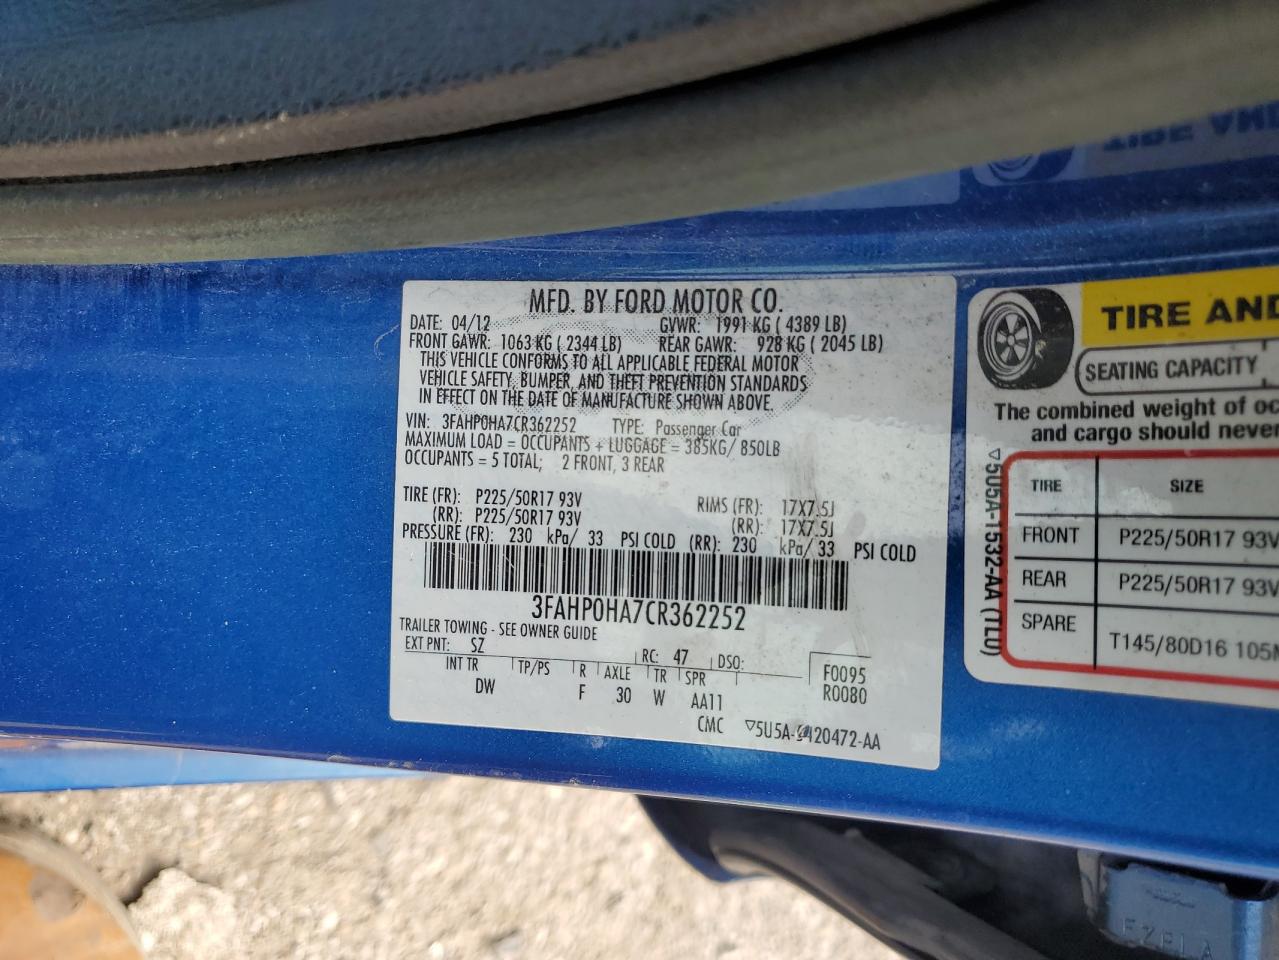 MFD. BY FORD MOTOR CO.
DATE: 04/12 GVWR: 1991 KG ( 4389 LB)
FRONT GAWR: 1063 KG ( 2344 LB) REAR GAWR: 928 KG ( 2045 LB)
THIS VEHICLE CONFORMS TO ALL APPLICABLE FEDERAL MOTOR
VEHICLE SAFETY, BUMPER, AND THEFT PREVENTION STANDARDS
IN EFFECT ON THE DATE OF MANUFACTURE SHOWN ABOVE.
VIN: 3FAHP0HA7CR362252 TYPE: Passenger Car
MAXIMUM LOAD = OCCUPANTS + LUGGAGE = 385KG/ 850LB
OCCUPANTS = 5 TOTAL; 2 FRONT, 3 REAR
TIRE (FR): P225/50R17 93V RIMS (FR): 17X7.5J
(RR): P225/50R17 93V (RR): 17X7.5J
PRESSURE (FR): 230 kPa/ 33 PSI COLD (RR): 230 kPa/ 33 PSI COLD
3FAHP0HA7CR362252
TRAILER TOWING - SEE OWNER GUIDE
EXT PNT: SZ RC: 47 DSO: F0095
INT TR TP/PS R AXLE TR SPR R0080
DW F 30 W AA11
CMC ▽5U5A- 420472-AA
TIRE AND
SEATING CAPACITY
The combined weight of oc
and cargo should never
▽5U5A-1532-AA (TLU)
TIRE SIZE
FRONT P225/50R17 93V
REAR P225/50R17 93V
SPARE T145/80D16 105M